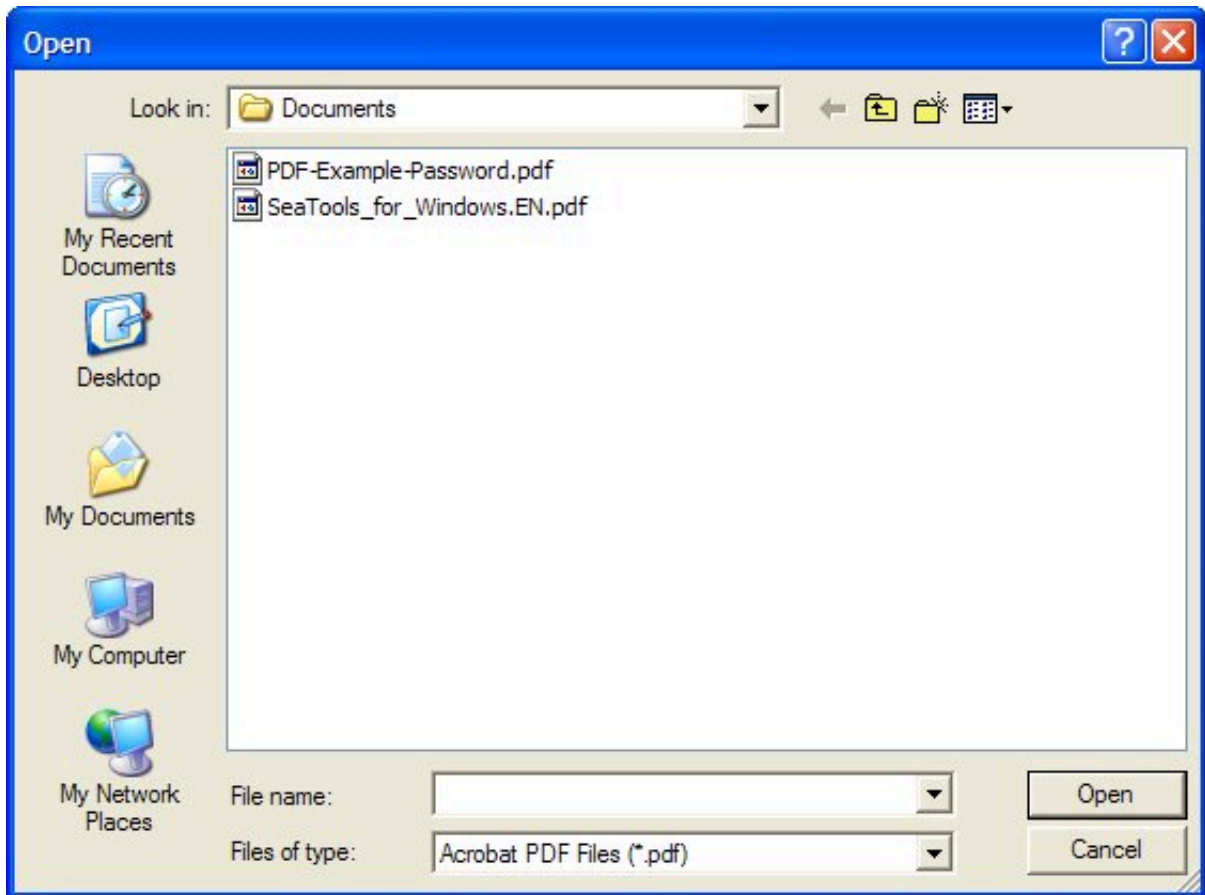 Open
Look in:
Documents
PDF-Example-Password.pdf
SeaTools_for_Windows.EN.pdf
My Recent
Documents
Desktop
My Documents
My Computer
My Network
Places
File name:
Open
Files of type:
Acrobat PDF Files (*.pdf)
Cancel